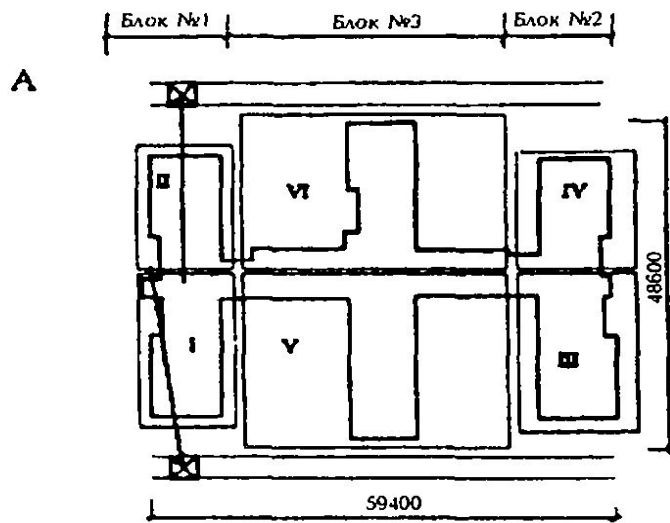 Блок №1 Блок №3 Блок №2
А
II VI IV
48600
I V III
59400